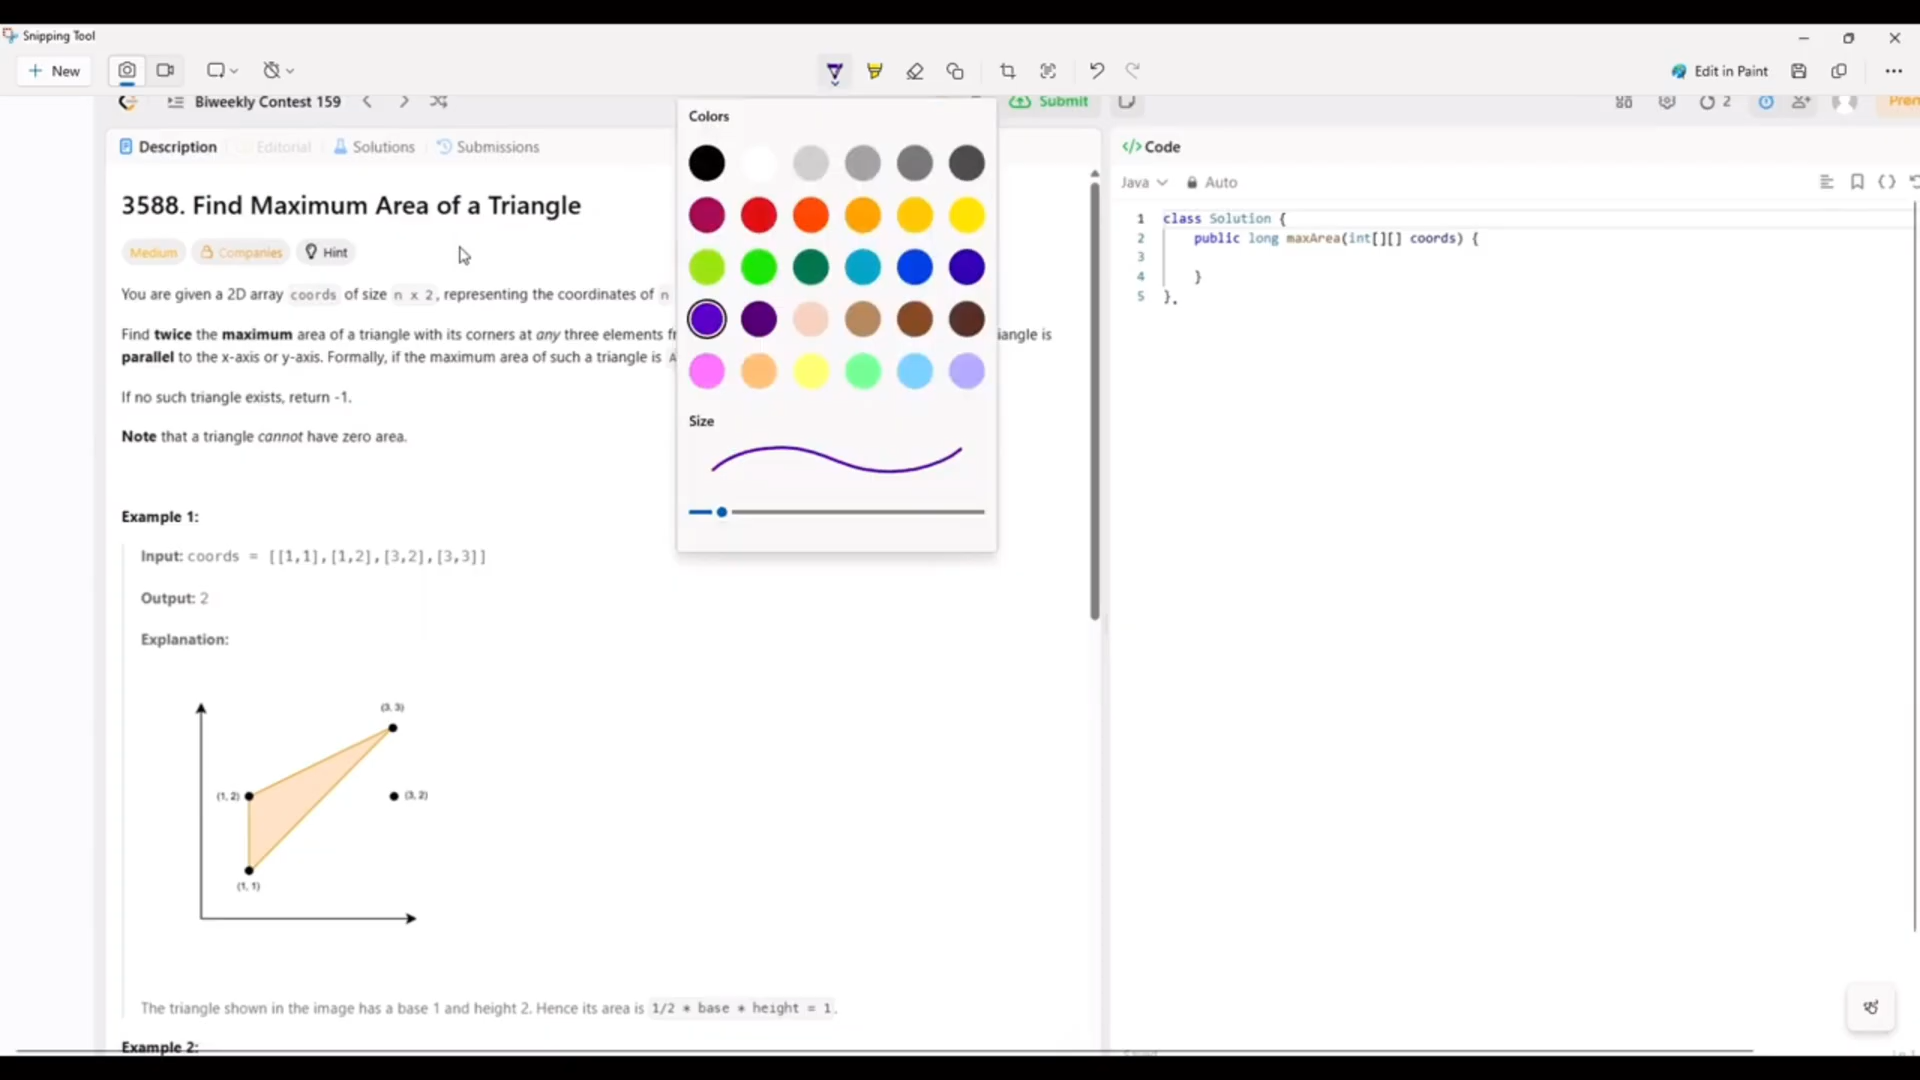 Snipping Tool
New
Edit in Paint
Biweekly Contest 159
Submit
2
Colors
Description
Editorial
Solutions
Submissions
Code
Java
Auto
3588. Find Maximum Area of a Triangle
Medium
Companies
Hint
You are given a 2D array coords of size n x 2, representing the coordinates of n
Find twice the maximum area of a triangle with its corners at any three elements
iangle is
parallel to the x-axis or y-axis. Formally, if the maximum area of such a triangle is A
If no such triangle exists, return -1.
Note that a triangle cannot have zero area.
Size
1 class Solution {
2 public long maxArea(int[][] coords) {
3
4 }
5 }
Example 1:
Input: coords = [[1,1],[1,2],[3,2],[3,3]]
Output: 2
Explanation:
(3, 3)
(1, 2)
(3, 2)
(1, 1)
The triangle shown in the image has a base 1 and height 2. Hence its area is 1/2 * base * height = 1.
Example 2: